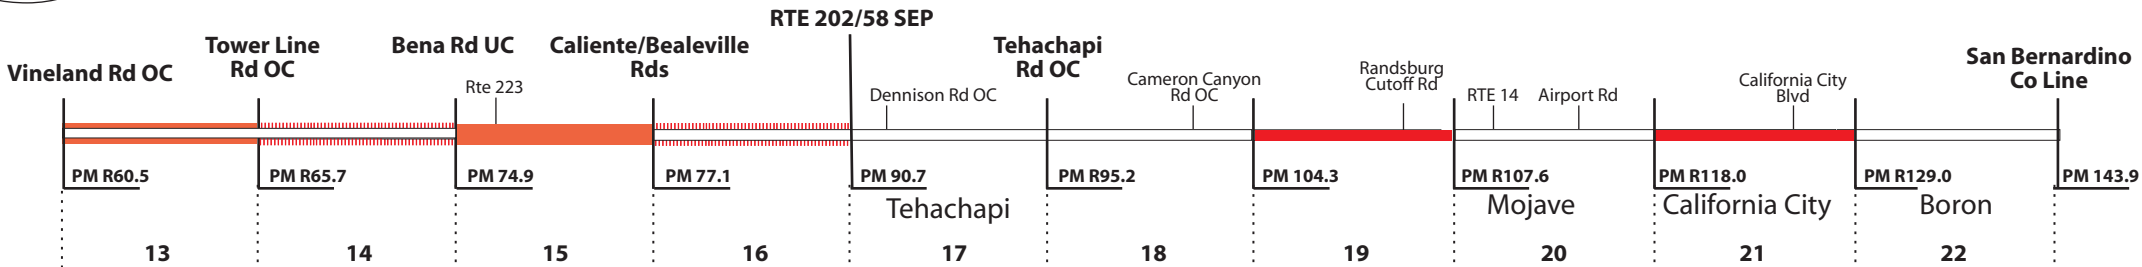 RTE 202/58 SEP
Vineland Rd OC
Tower Line
Rd OC
Bena Rd UC
Caliente/Bealeville
Rds
Tehachapi
Rd OC
San Bernardino
Co Line
Rte 223
Dennison Rd OC
Cameron Canyon
Rd OC
Randsburg
Cutoff Rd
RTE 14
Airport Rd
California City
Blvd
PM R60.5
PM R65.7
PM 74.9
PM 77.1
PM 90.7
PM R95.2
PM 104.3
PM R107.6
PM R118.0
PM R129.0
PM 143.9
Tehachapi
Mojave
California City
Boron
13
14
15
16
17
18
19
20
21
22